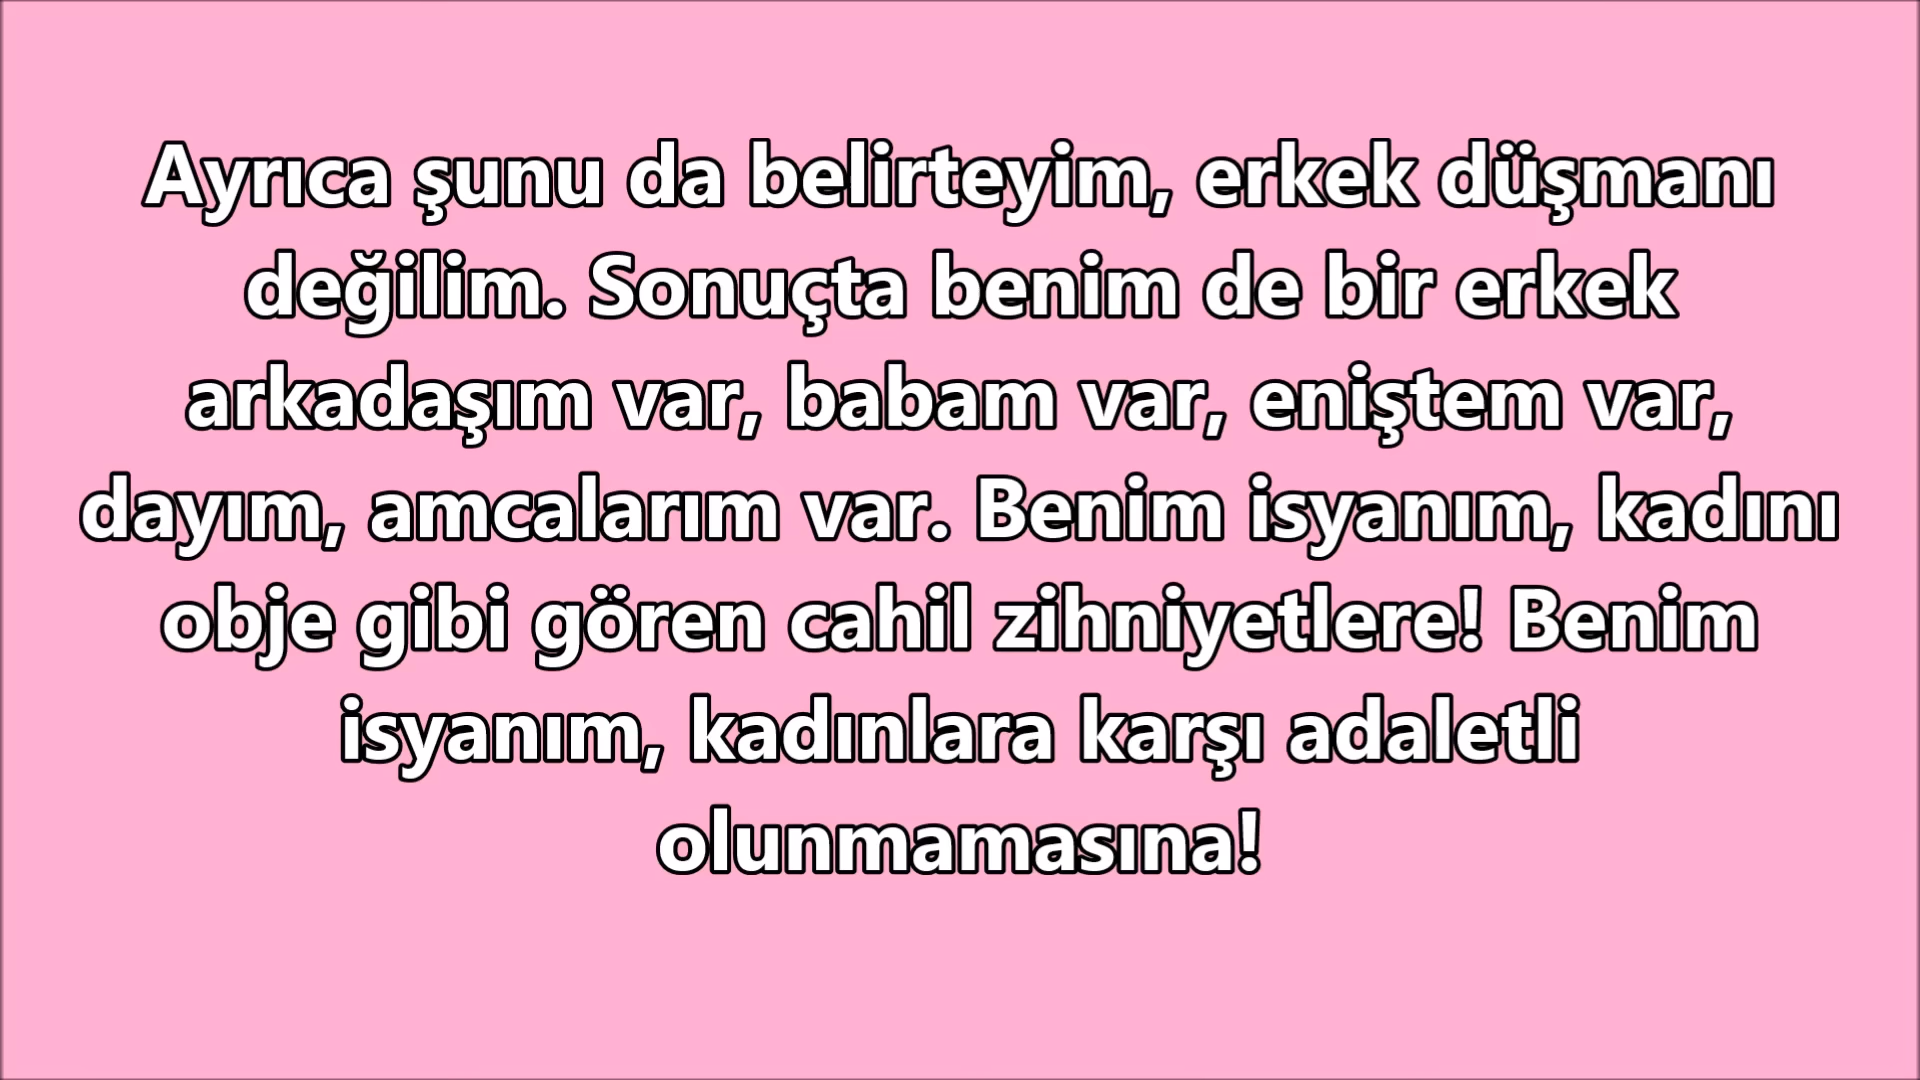 Ayrıca şunu da belirteyim, erkek düşmanı
değilim. Sonuçta benim de bir erkek
arkadaşım var, babam var, eniştem var,
dayım, amcalarım var. Benim isyanım, kadını
obje gibi gören cahil zihniyetlere! Benim
isyanım, kadınlara karşı adaletli
olunmamasına!